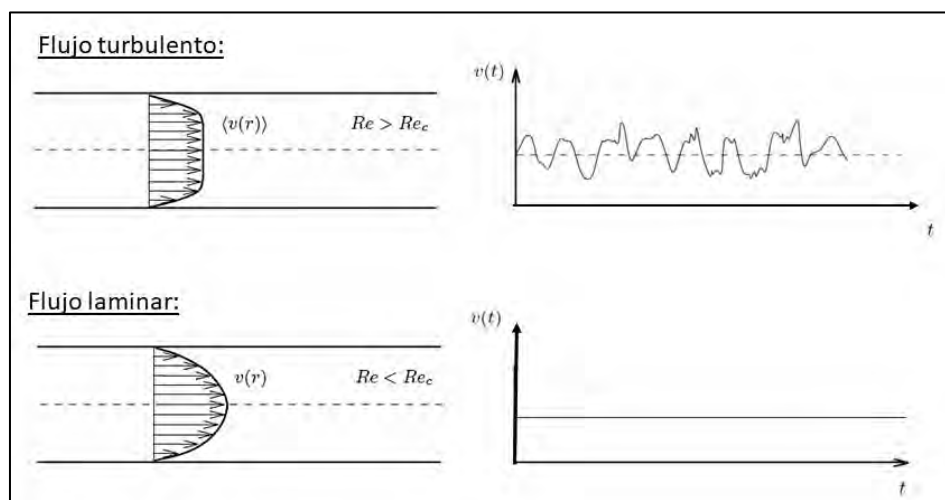 Flujo turbulento:
v(t)
⟨v(r)⟩
Re > Re_c
t
Flujo laminar:
v(t)
v(r)
Re < Re_c
t